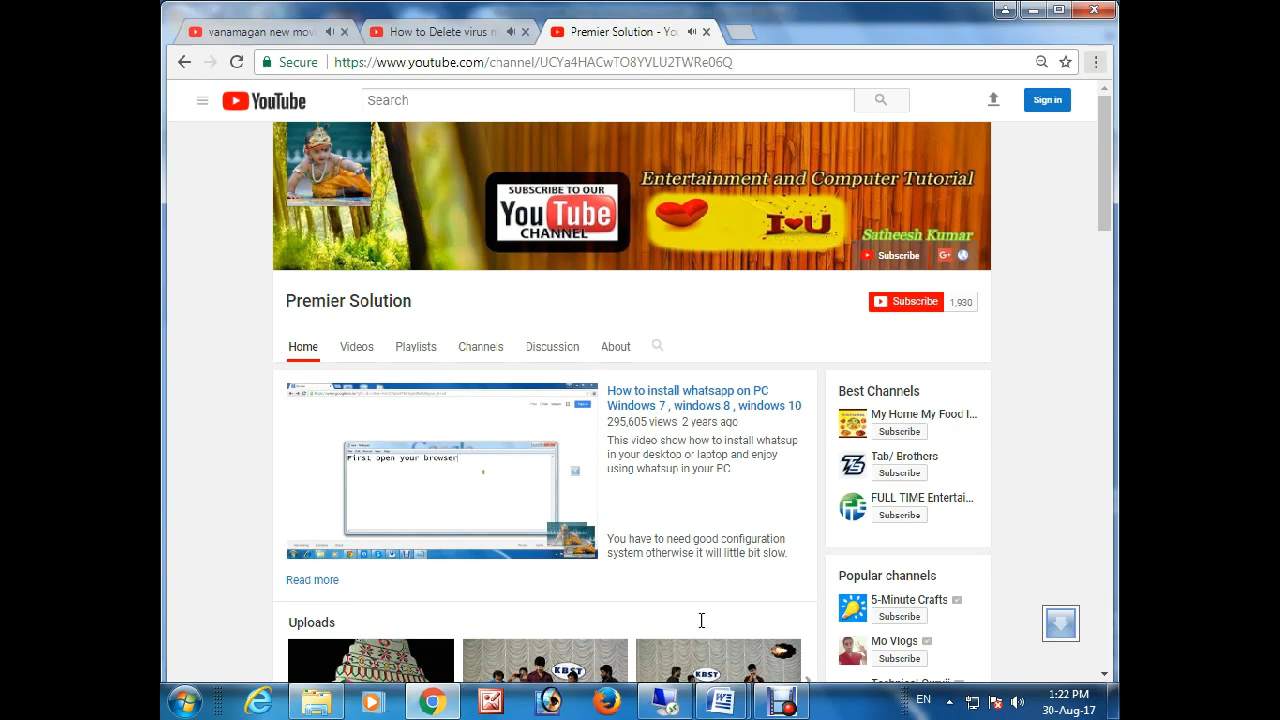 vanamagan new mov
How to Delete virus m
Premier Solution - Yo
Secure
https://www.youtube.com/channel/UCYa4HACwTO8YVLU2TWRe06Q
YouTube
Search
Sign in
SUBSCRIBE TO OUR
YouTube
CHANNEL
Entertainment and Computer Tutorial
I U
Satheesh Kumar
Subscribe
G+
Premier Solution
Subscribe
1,930
Home
Videos
Playlists
Channels
Discussion
About
First open your browser
How to install whatsapp on PC
Windows 7 , windows 8 , windows 10
295,605 views 2 years ago
This video show how to install whatsup
in your desktop or laptop and enjoy
using whatsup in your PC
You have to need good configuration
system otherwise it will little bit slow.
Read more
Uploads
KBST
KBST
Best Channels
My Home My Food I...
Subscribe
Tab/ Brothers
Subscribe
FULL TIME Entertai...
Subscribe
Popular channels
5-Minute Crafts
Subscribe
Mo Vlogs
Subscribe
EN
1:22 PM
30-Aug-17